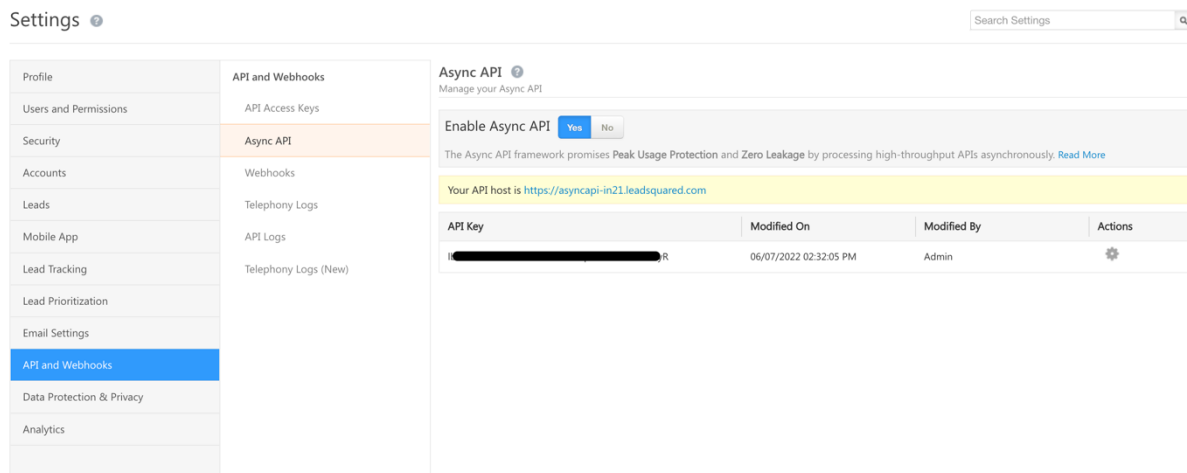 Settings
Search Settings
Profile
Users and Permissions
Security
Accounts
Leads
Mobile App
Lead Tracking
Lead Prioritization
Email Settings
API and Webhooks
Data Protection & Privacy
Analytics
API and Webhooks
API Access Keys
Async API
Webhooks
Telephony Logs
API Logs
Telephony Logs (New)
Async API
Manage your Async API
Enable Async API Yes No
The Async API framework promises Peak Usage Protection and Zero Leakage by processing high-throughput APIs asynchronously. Read More
Your API host is https://asyncapi-in21.leadsquared.com
API Key Modified On Modified By Actions
06/07/2022 02:32:05 PM Admin